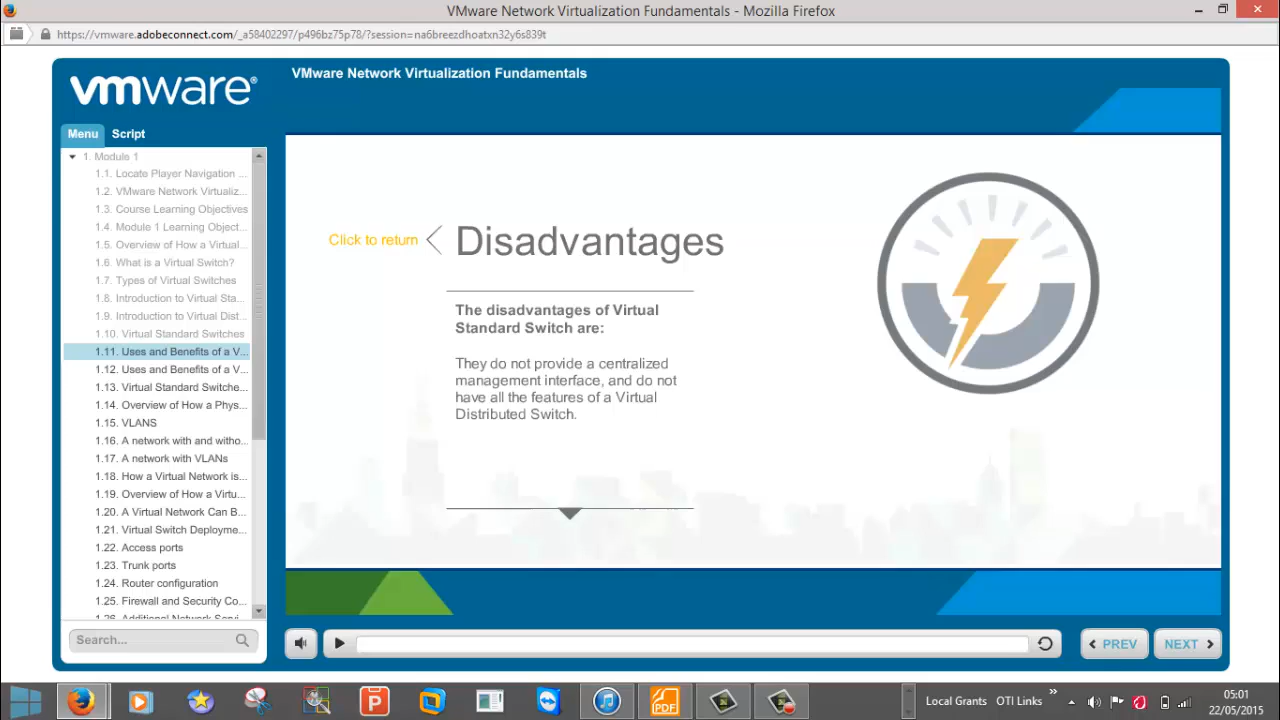 VMware Network Virtualization Fundamentals - Mozilla Firefox
https://vmware.adobeconnect.com/_a58402297/p496bz75p78/?session=na6breezdhoatxn32y6s839t
vmware®
VMware Network Virtualization Fundamentals
Menu
Script
1. Module 1
1.1. Locate Player Navigation ...
1.2. VMware Network Virtualiz...
1.3. Course Learning Objectives
1.4. Module 1 Learning Object...
1.5. Overview of How a Virtual...
1.6. What is a Virtual Switch?
1.7. Types of Virtual Switches
1.8. Introduction to Virtual Sta...
1.9. Introduction to Virtual Dist...
1.10. Virtual Standard Switches
1.11. Uses and Benefits of a V...
1.12. Uses and Benefits of a V...
1.13. Virtual Standard Switche...
1.14. Overview of How a Phys...
1.15. VLANS
1.16. A network with and witho...
1.17. A network with VLANs
1.18. How a Virtual Network is...
1.19. Overview of How a Virtu...
1.20. A Virtual Network Can B...
1.21. Virtual Switch Deployme...
1.22. Access ports
1.23. Trunk ports
1.24. Router configuration
1.25. Firewall and Security Co...
1.26. Additional Network Servi...
Search...
Click to return
Disadvantages
The disadvantages of Virtual
Standard Switch are:
They do not provide a centralized
management interface, and do not
have all the features of a Virtual
Distributed Switch.
PREV
NEXT
P
PDF
Local Grants
OTI Links
05:01
22/05/2015